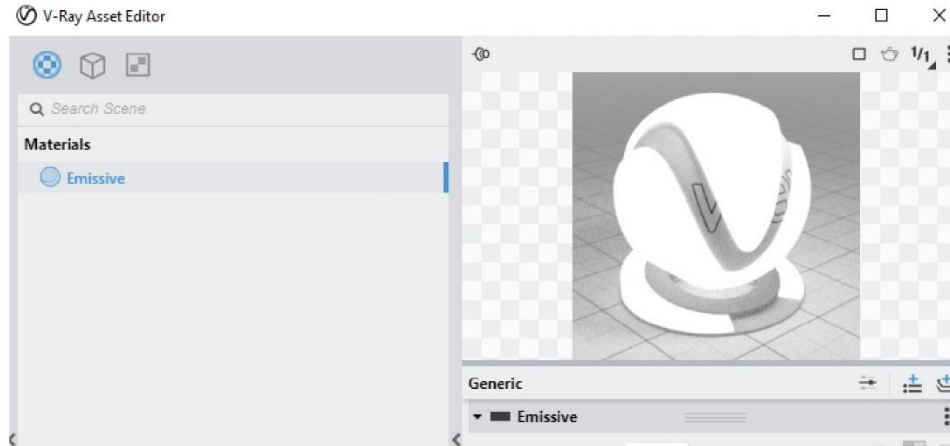 V-Ray Asset Editor
1/1
Search Scene
Materials
Emissive
V
Generic
Emissive